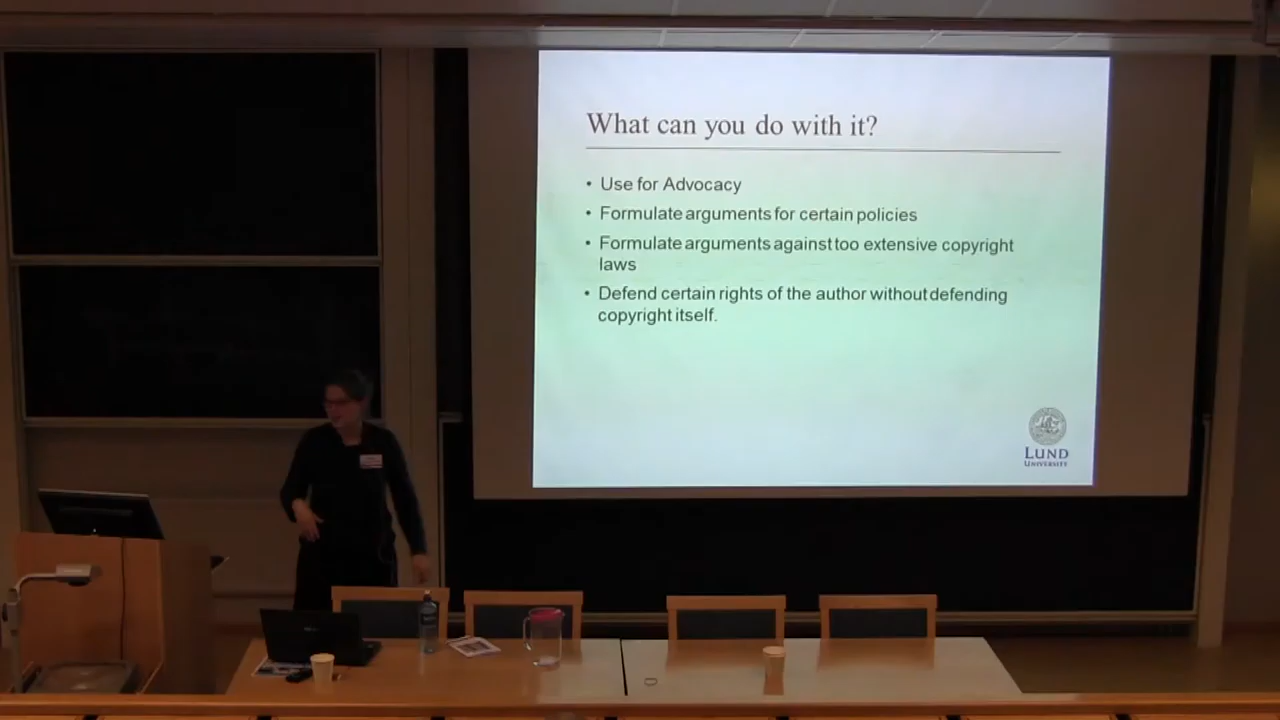 What can you do with it?
• Use for Advocacy
• Formulate arguments for certain policies
• Formulate arguments against too extensive copyright
laws
• Defend certain rights of the author without defending
copyright itself.
LUND
UNIVERSITY